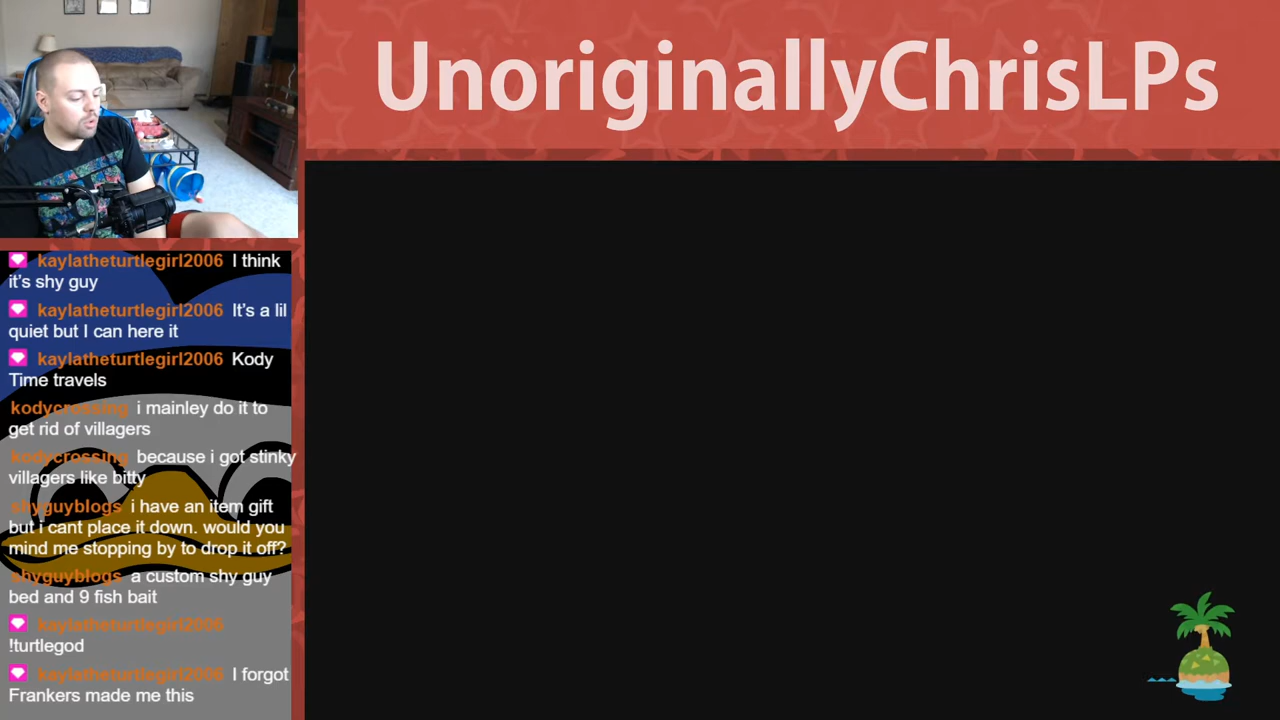 UnoriginallyChrisLPs
kaylatheturtlegirl2006 I think
it's shy guy
kaylatheturtlegirl2006 It's a lil
quiet but I can here it
kaylatheturtlegirl2006 Kody
Time travels
kodycrossing i mainley do it to
get rid of villagers
kodycrossing because i got stinky
villagers like bitty
shyguyblogs i have an item gift
but i cant place it down. would you
mind me stopping by to drop it off?
shyguyblogs a custom shy guy
bed and 9 fish bait
kaylatheturtlegirl2006
!turtlegod
kaylatheturtlegirl2006 I forgot
Frankers made me this